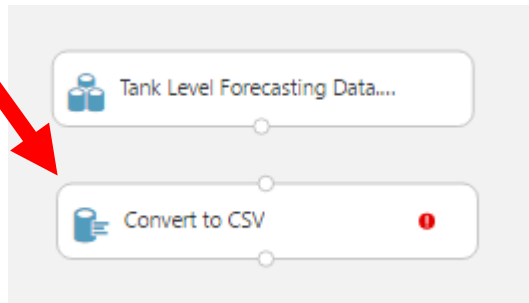 Tank Level Forecasting Data....
Convert to CSV